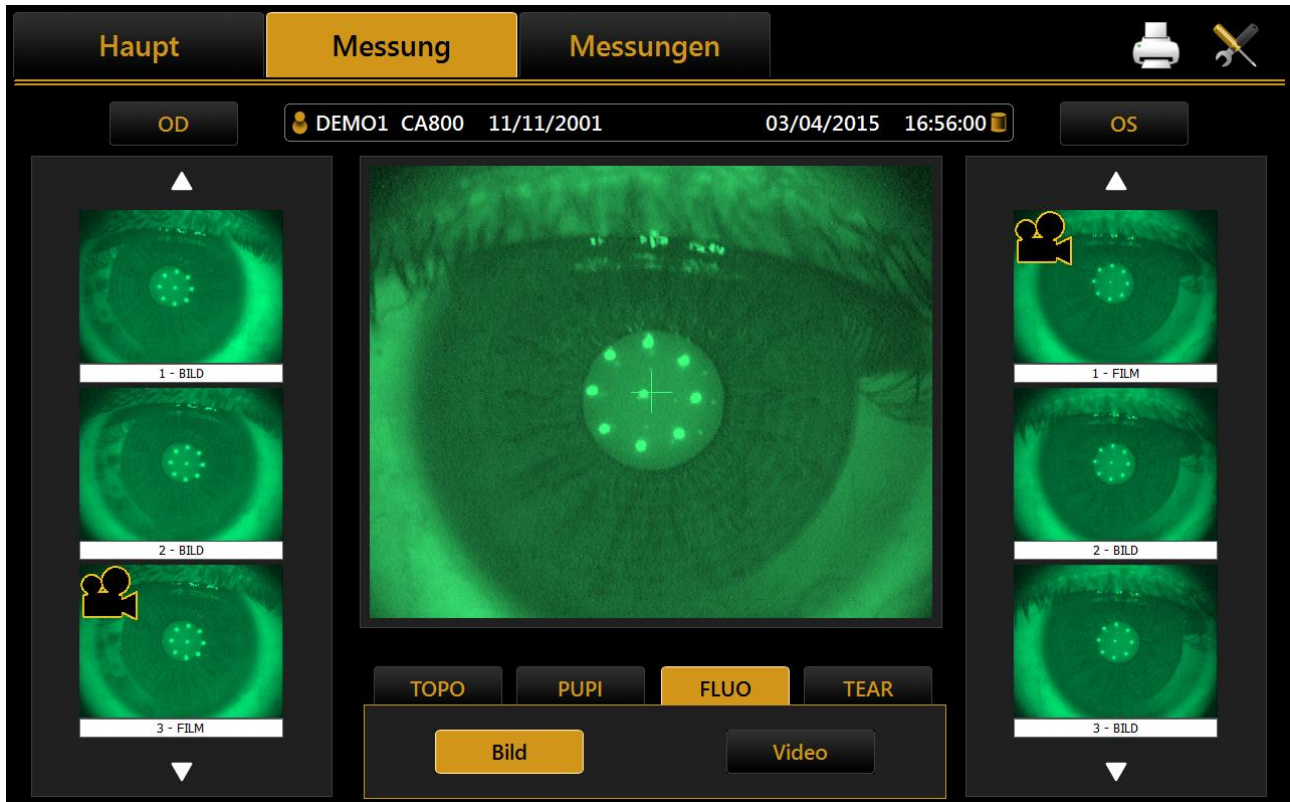 Haupt
Messung
Messungen
OD
DEMO1 CA800 11/11/2001 03/04/2015 16:56:00
OS
1 - BILD
2 - BILD
3 - FILM
1 - FILM
2 - BILD
3 - BILD
TOPO
PUPI
FLUO
TEAR
Bild
Video